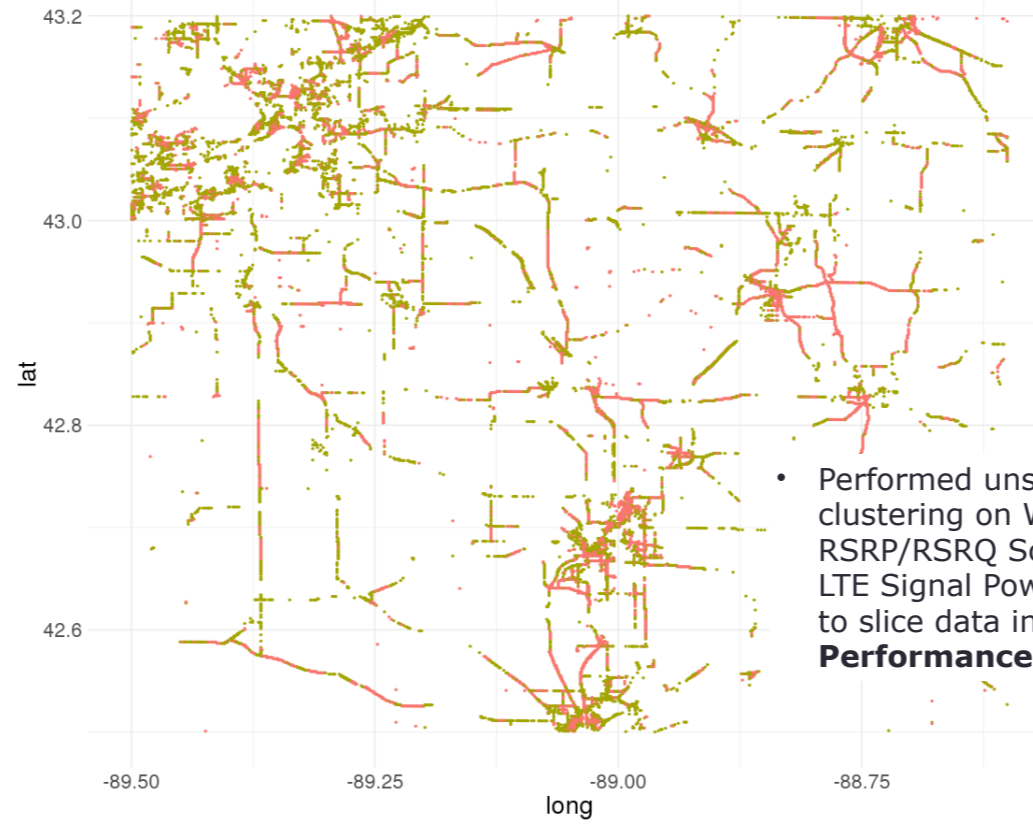 43.2
43.0
42.8
42.6
lat
-89.50
-89.25
-89.00
-88.75
long
• Performed uns
clustering on W
RSRP/RSRQ Sc
LTE Signal Pow
to slice data in
Performance